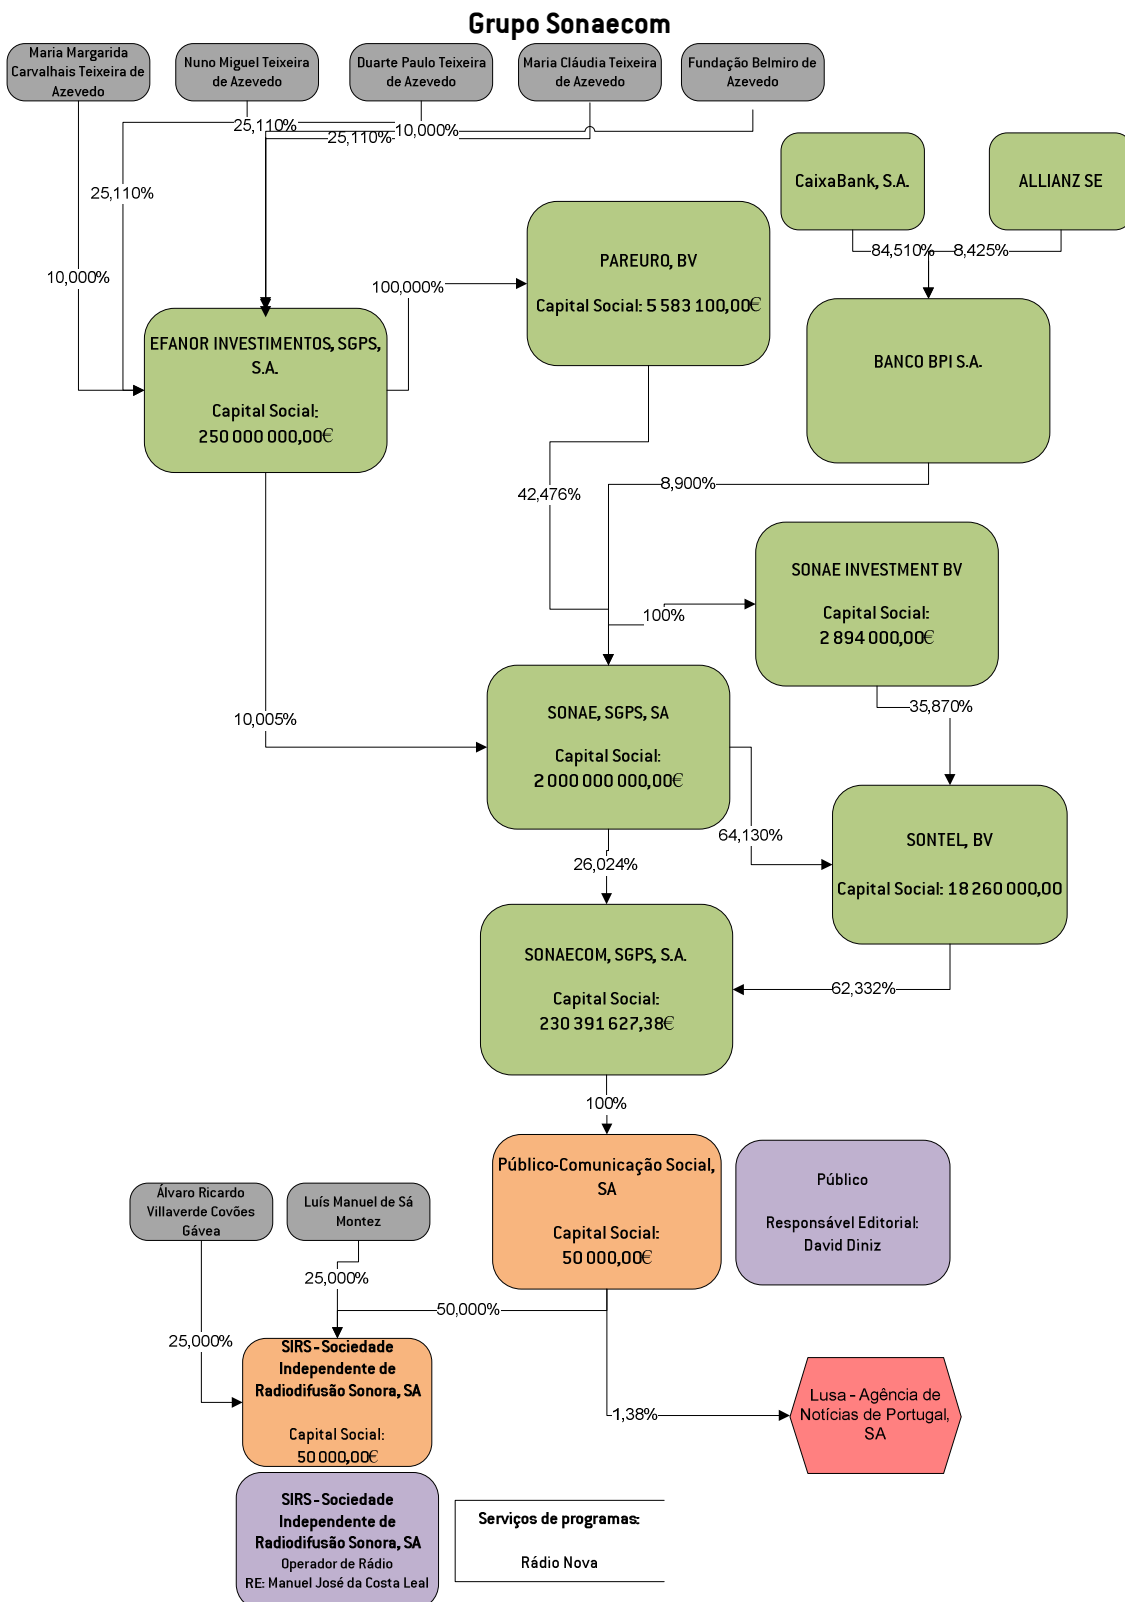 Grupo Sonaecom
Maria Margarida
Carvalhais Teixeira de
Azevedo
Nuno Miguel Teixeira
de Azevedo
Duarte Paulo Teixeira
de Azevedo
Maria Cláudia Teixeira
de Azevedo
Fundação Belmiro de
Azevedo
25,110%
10,000%
25,110%
25,110%
10,000%
CaixaBank, S.A.
ALLIANZ SE
84,510%
8,425%
PAREURO, BV
Capital Social: 5 583 100,00€
100,000%
EFANOR INVESTIMENTOS, SGPS,
S.A.
Capital Social:
250 000 000,00€
BANCO BPI S.A.
42,476%
8,900%
SONAE INVESTMENT BV
Capital Social:
2 894 000,00€
100%
35,870%
10,005%
SONAE, SGPS, SA
Capital Social:
2 000 000 000,00€
64,130%
SONTEL, BV
Capital Social: 18 260 000,00
26,024%
SONAECOM, SGPS, S.A.
Capital Social:
230 391 627,38€
62,332%
100%
Público-Comunicação Social,
SA
Capital Social:
50 000,00€
Público
Responsável Editorial:
David Diniz
Álvaro Ricardo
Villaverde Covões
Gávea
Luís Manuel de Sá
Montez
25,000%
50,000%
25,000%
SIRS - Sociedade
Independente de
Radiodifusão Sonora, SA
Capital Social:
50 000,00€
1,38%
Lusa - Agência de
Notícias de Portugal,
SA
SIRS - Sociedade
Independente de
Radiodifusão Sonora, SA
Operador de Rádio
RE: Manuel José da Costa Leal
Serviços de programas:
Rádio Nova